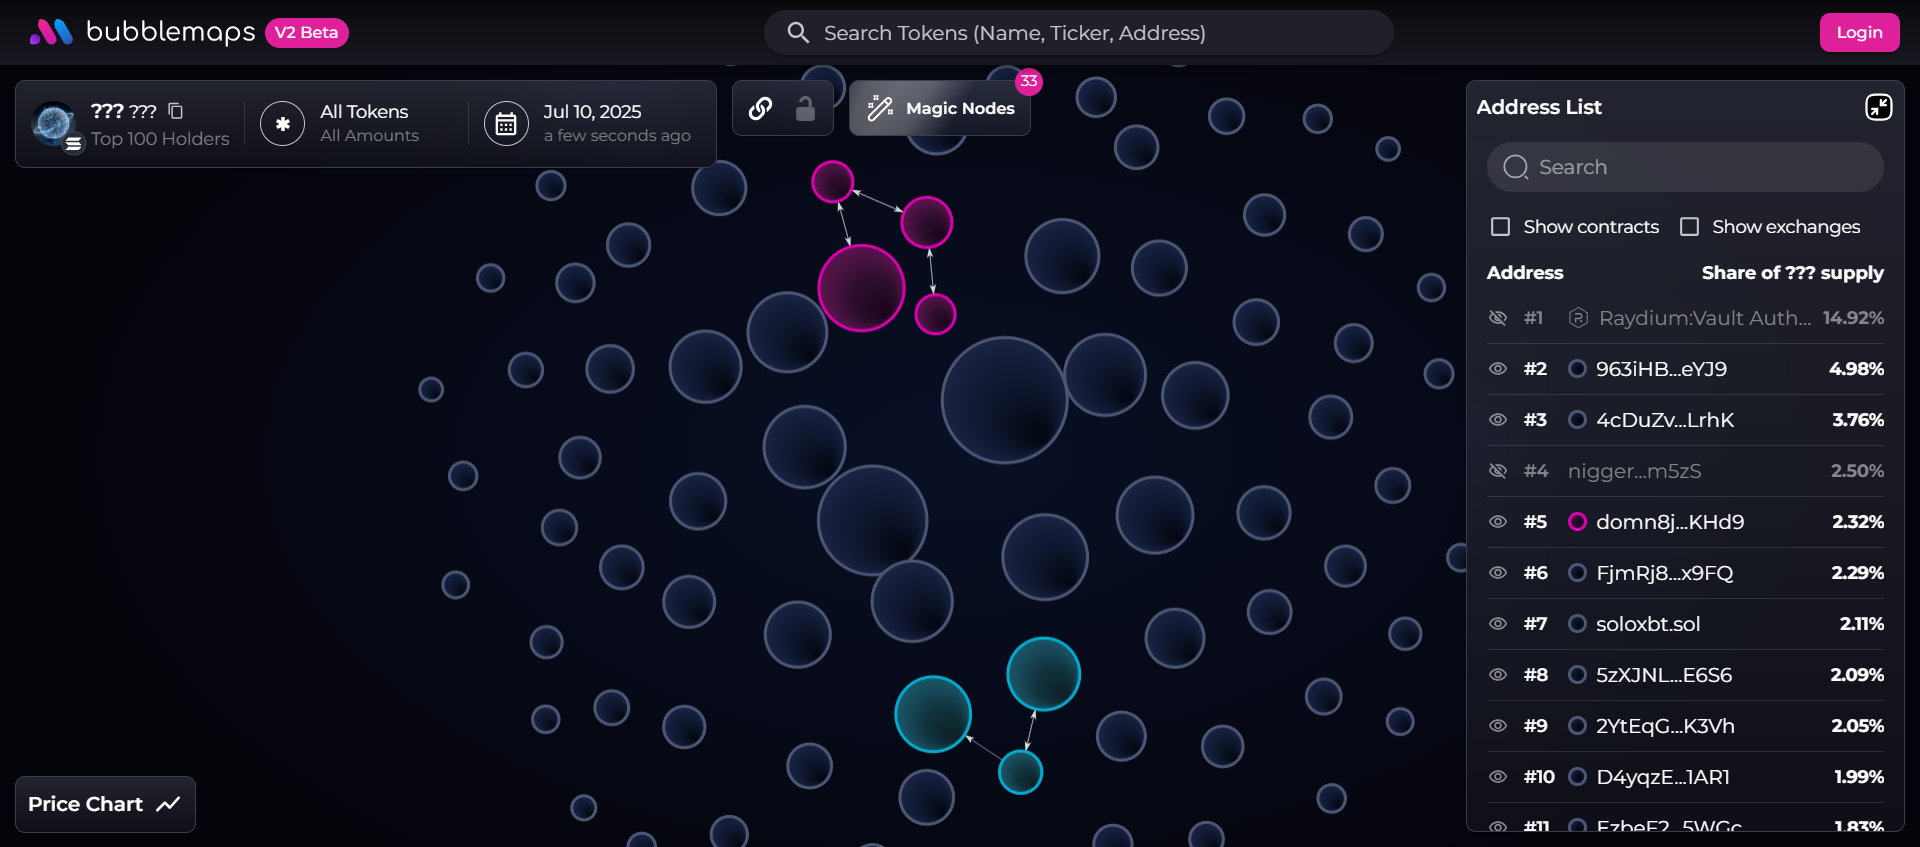 bubblemaps V2 Beta
Search Tokens (Name, Ticker, Address)
Login
??? ???
Top 100 Holders
All Tokens
All Amounts
Jul 10, 2025
a few seconds ago
Magic Nodes
33
Address List
Search
Show contracts Show exchanges
Address Share of ??? supply
#1 Raydium:Vault Auth... 14.92%
#2 963iHB...eYJ9 4.98%
#3 4cDuZv...LrhK 3.76%
#4 nigger...m5zS 2.50%
#5 domn8j...KHd9 2.32%
#6 FjmRj8...x9FQ 2.29%
#7 soloxbt.sol 2.11%
#8 5zXJNL...E6S6 2.09%
#9 2YtEqG...K3Vh 2.05%
#10 D4yqzE...1AR1 1.99%
#11 1.83%
Price Chart